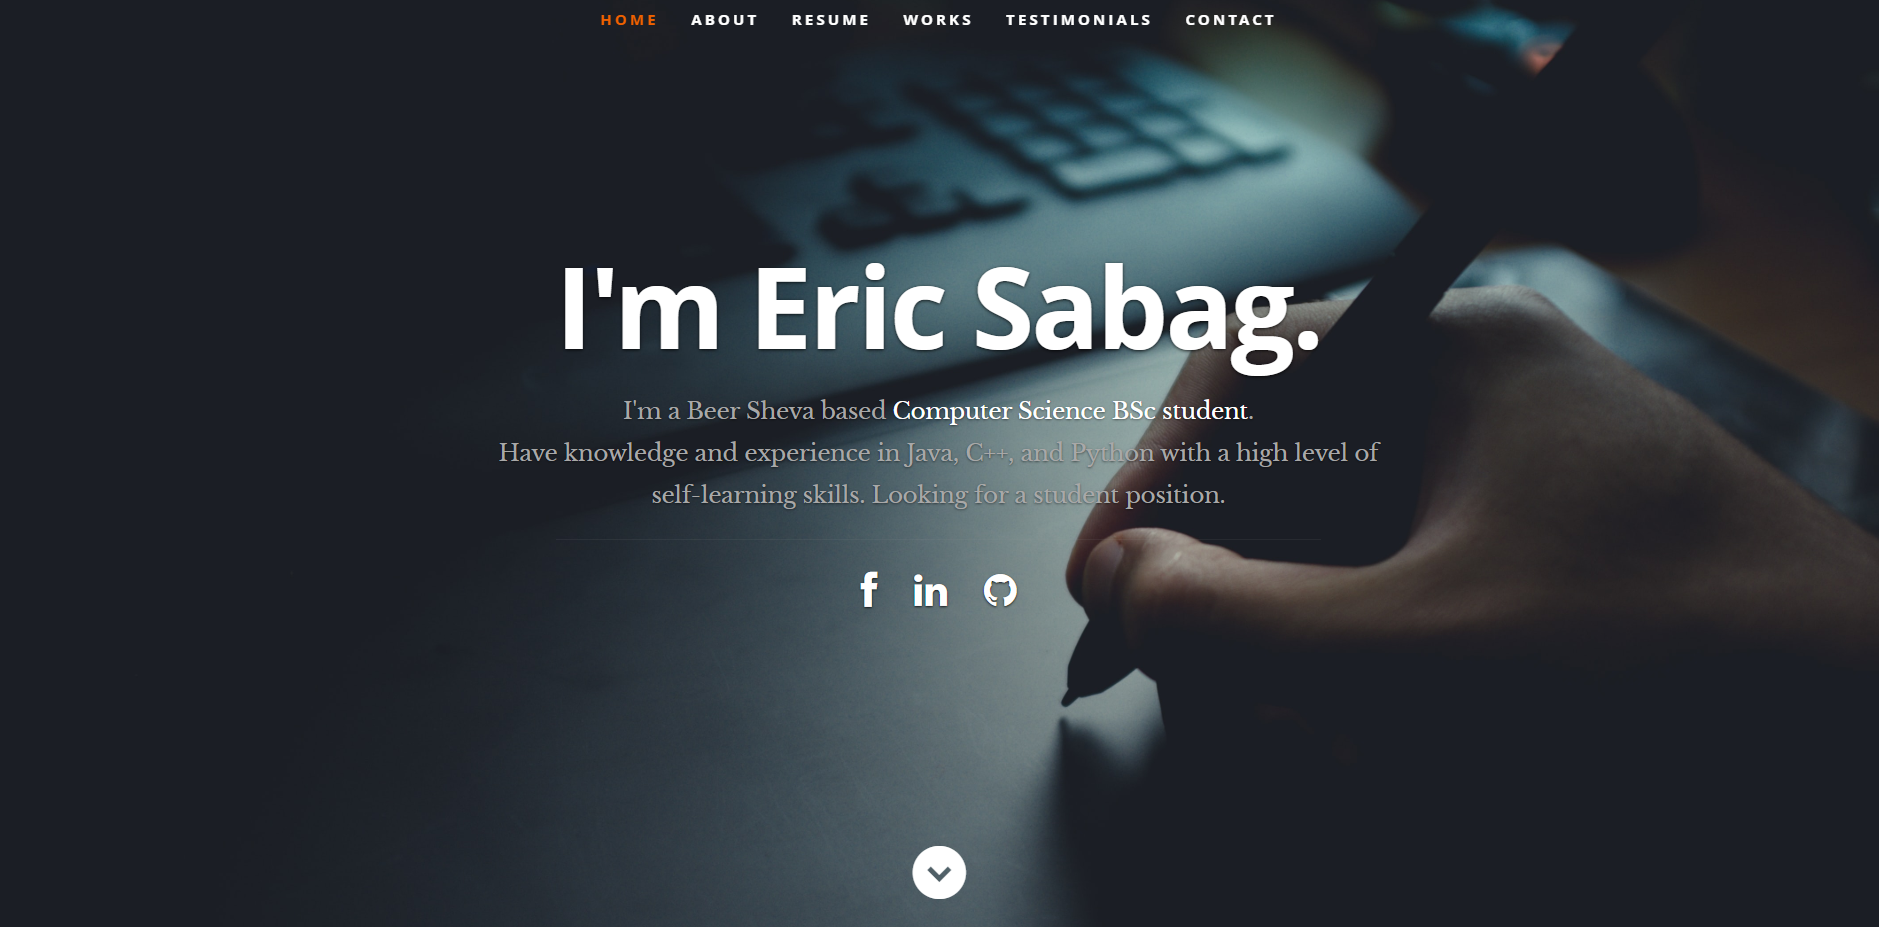 HOME ABOUT RESUME WORKS TESTIMONIALS CONTACT
I'm Eric Sabag.
I'm a Beer Sheva based Computer Science BSc student.
Have knowledge and experience in Java, C++, and Python with a high level of
self-learning skills. Looking for a student position.